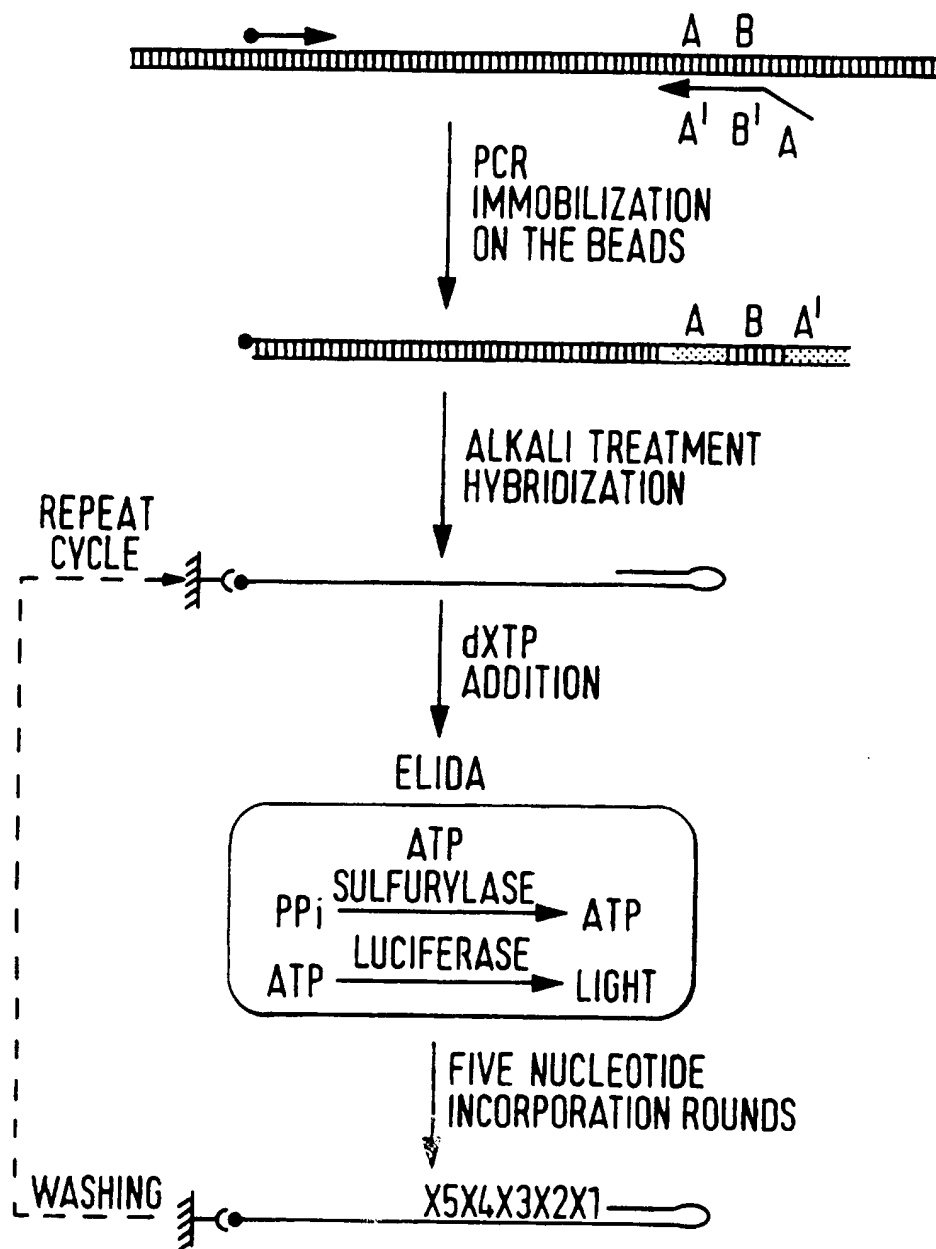 A B
A' B' A
PCR
IMMOBILIZATION
ON THE BEADS
A B A'
ALKALI TREATMENT
HYBRIDIZATION
REPEAT
CYCLE
dXTP
ADDITION
ELIDA
ATP
SULFURYLASE
PPi ATP
LUCIFERASE
ATP LIGHT
FIVE NUCLEOTIDE
INCORPORATION ROUNDS
WASHING
X5X4X3X2X1